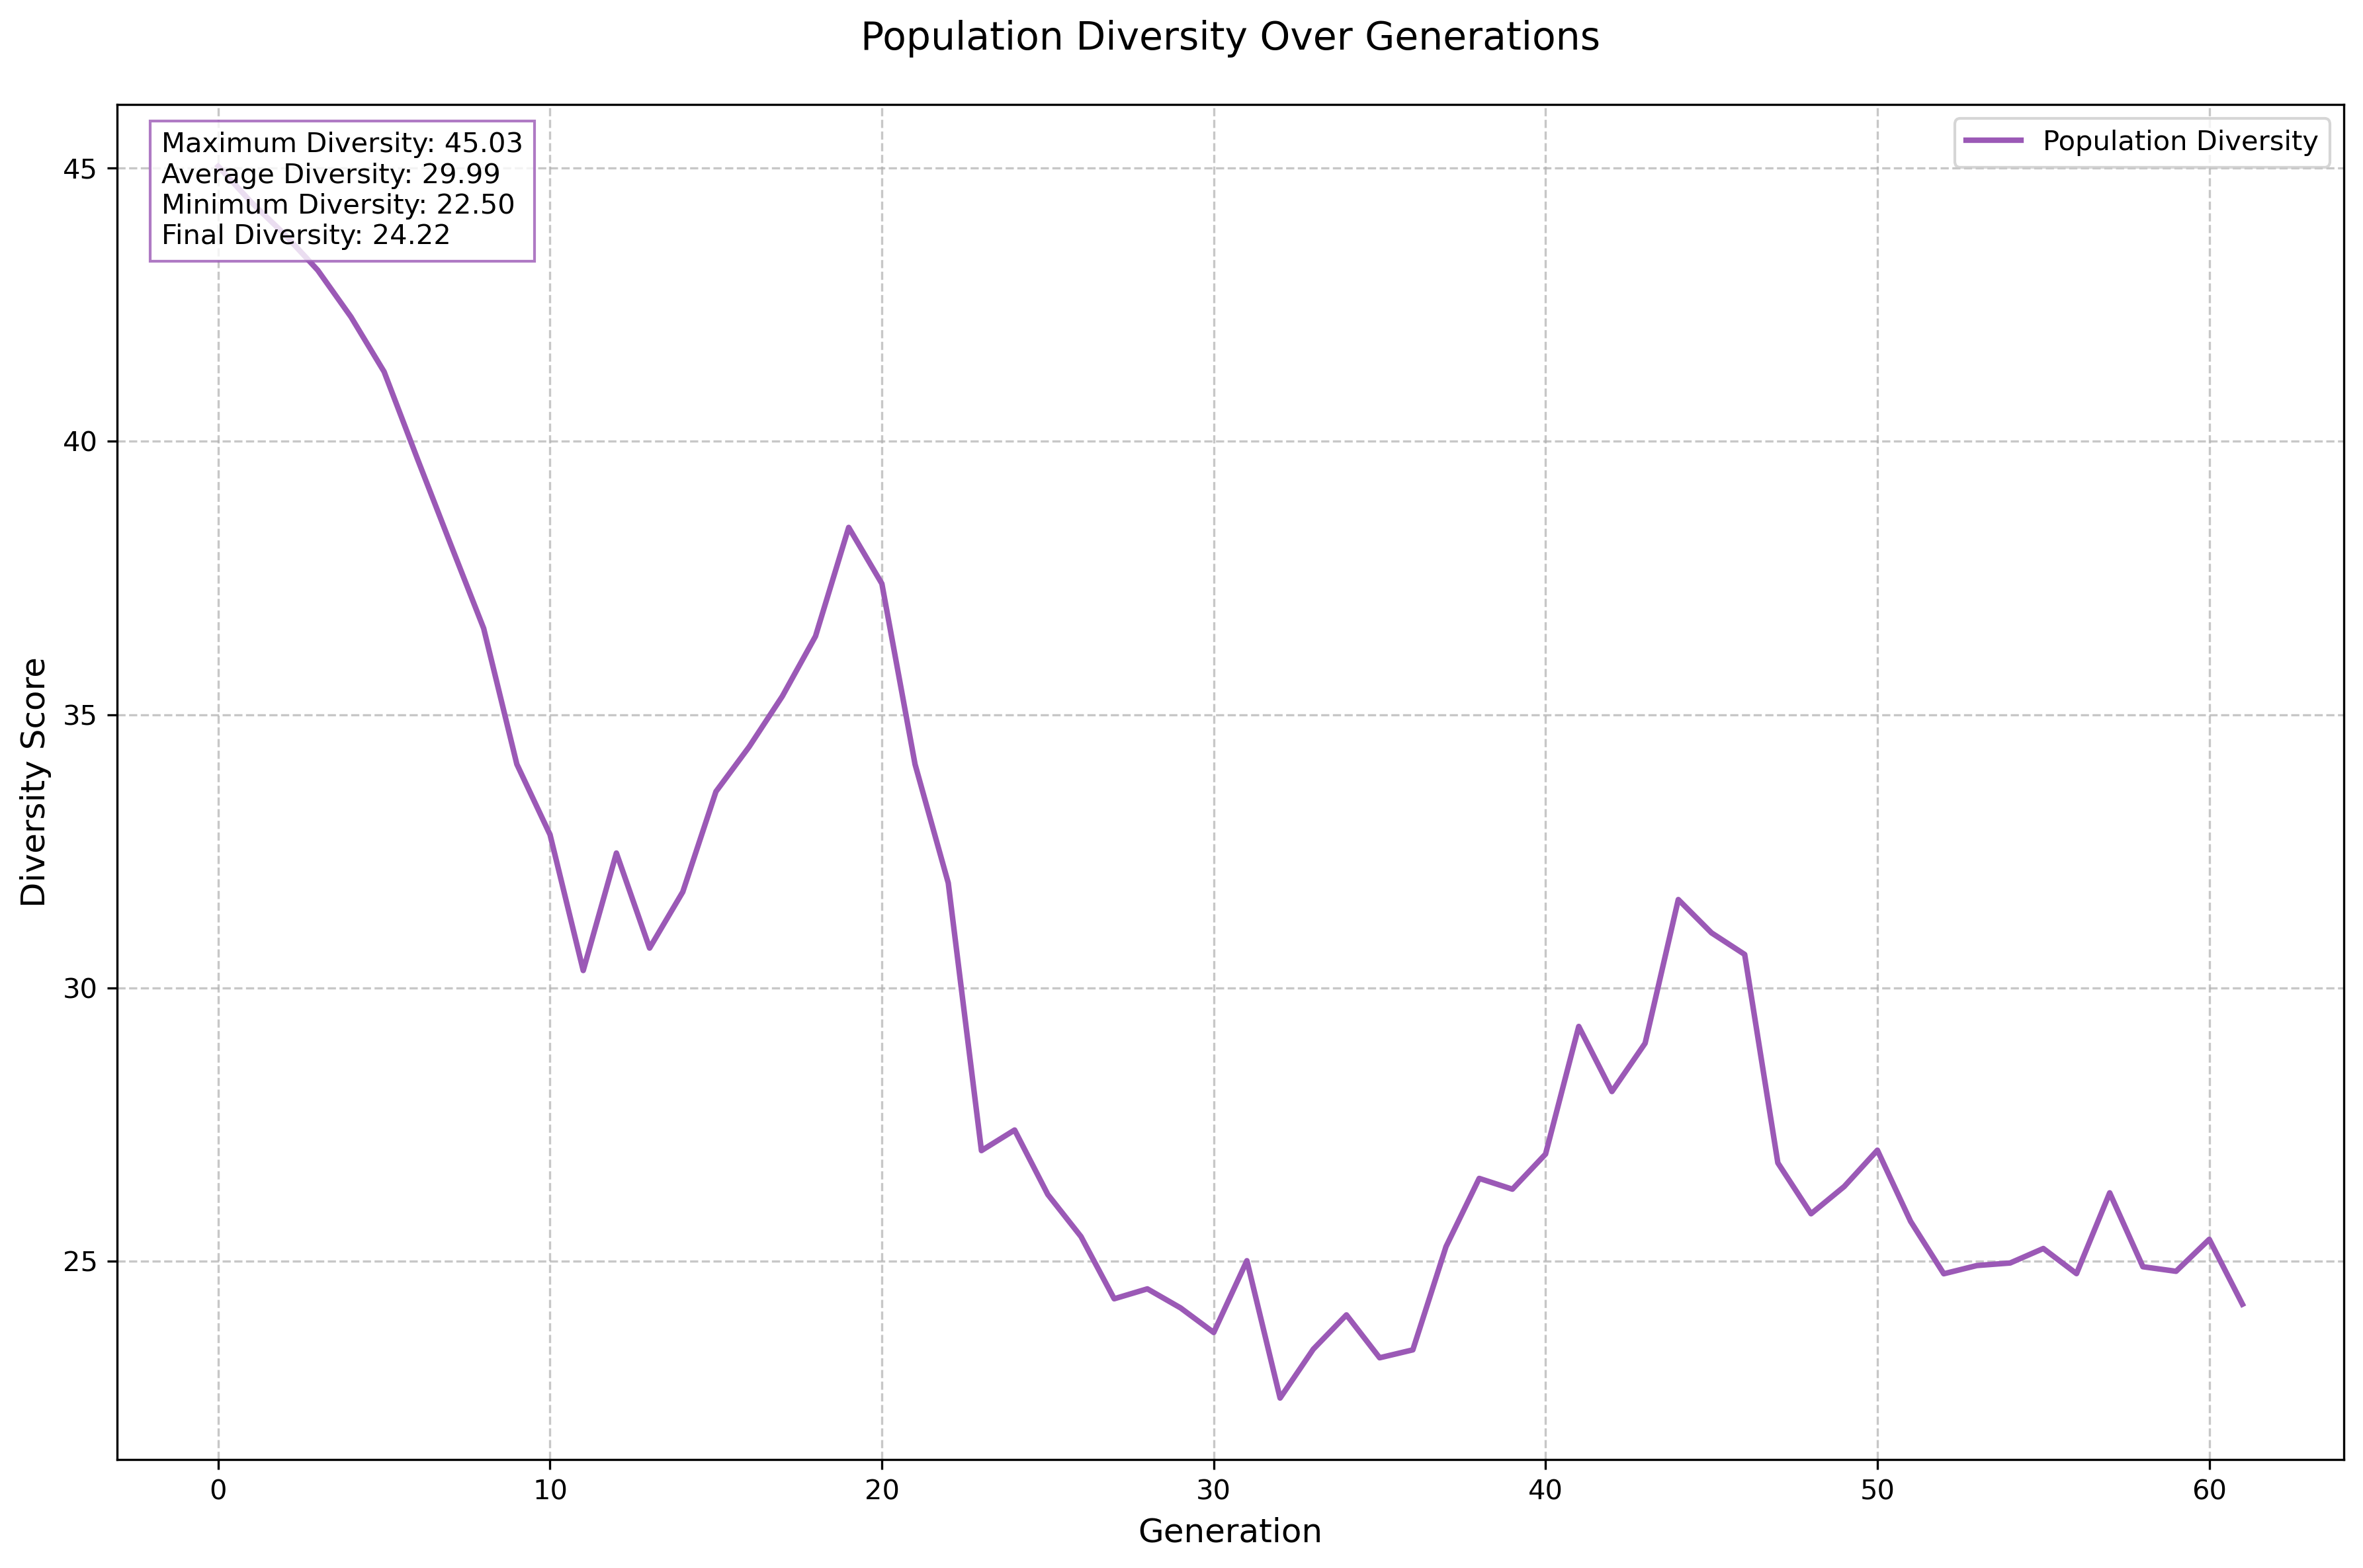 Population Diversity Over Generations
Maximum Diversity: 45.03
Average Diversity: 29.99
Minimum Diversity: 22.50
Final Diversity: 24.22
Population Diversity
45
40
35
30
25
Diversity Score
0 10 20 30 40 50 60
Generation